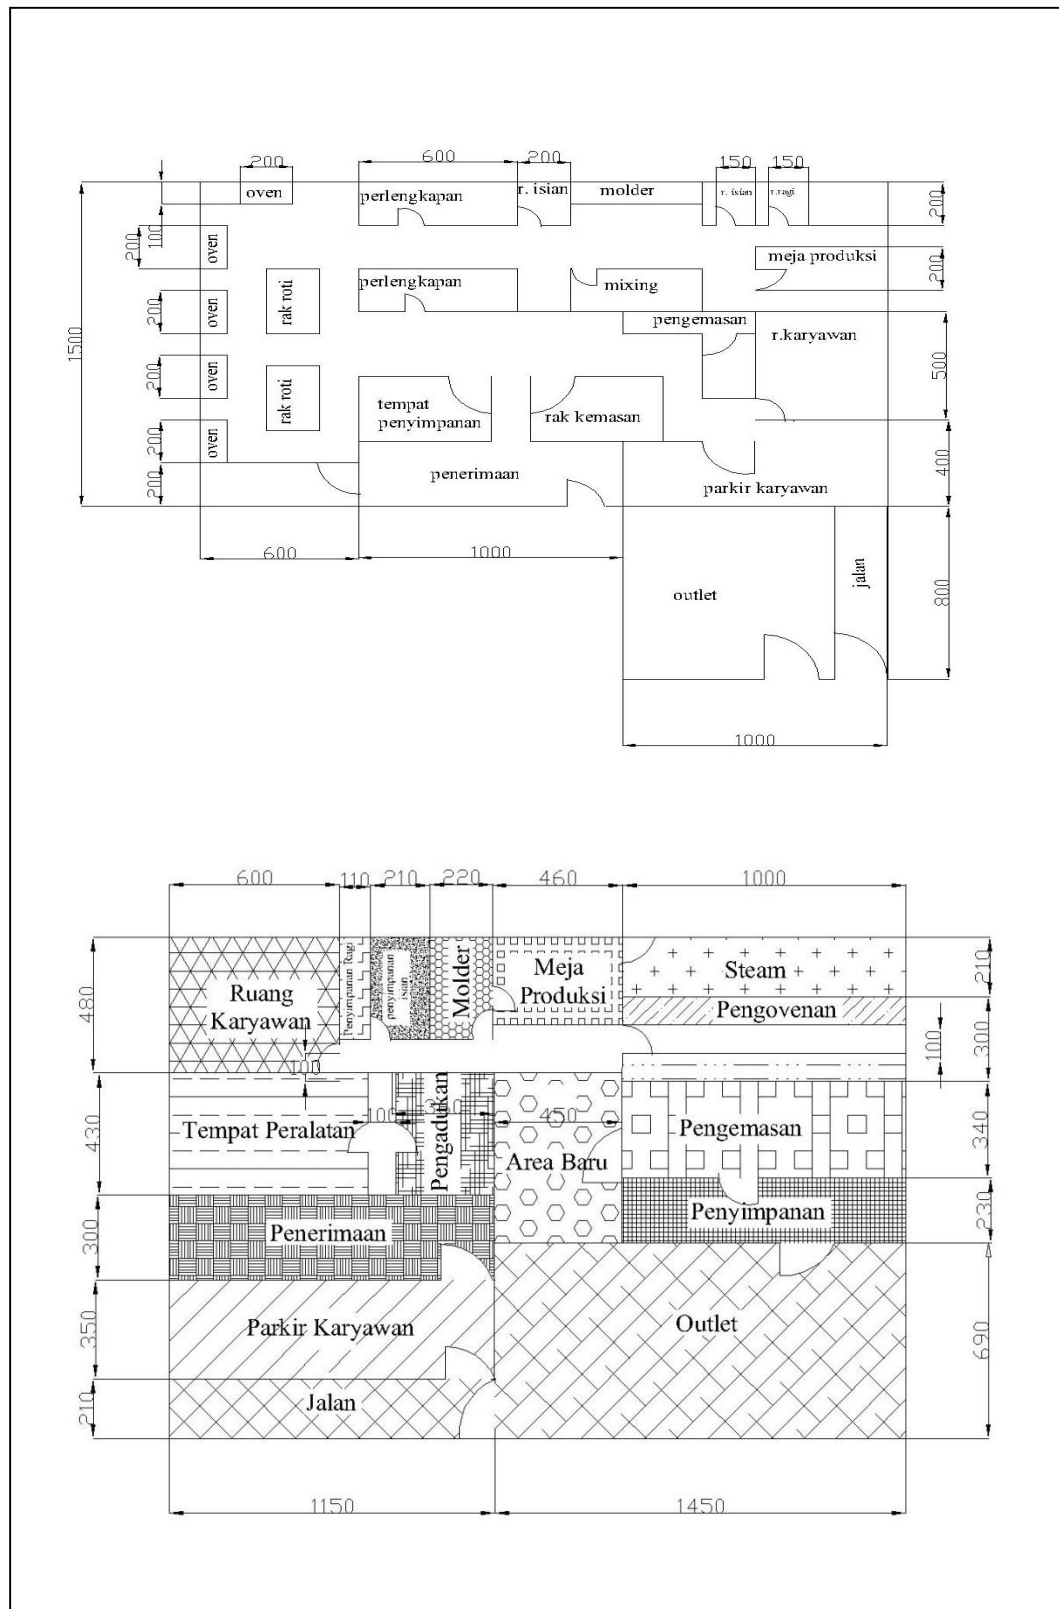 200
600
200
150
150
oven
perlengkapan
r. isian
molder
r. isian
r.ragi
200
100
200
oven
meja produksi
200
perlengkapan
mixing
rak roti
200
oven
pengemasan
r.karyawan
1500
500
200
oven
rak roti
tempat
penyimpanan
rak kemasan
200
oven
400
penerimaan
parkir karyawan
200
600
1000
outlet
jalan
800
1000
600
110
210
220
460
1000
480
Ruang
Karyawan
Penyimpanan Ragi
penyimpanan
isian
Molder
Meja
Produksi
Steam
210
Pengovenan
300
100
100
430
Tempat Peralatan
100
350
Pengadukan
450
Area Baru
Pengemasan
340
300
Penerimaan
Penyimpanan
230
350
Parkir Karyawan
Outlet
690
210
Jalan
1150
1450